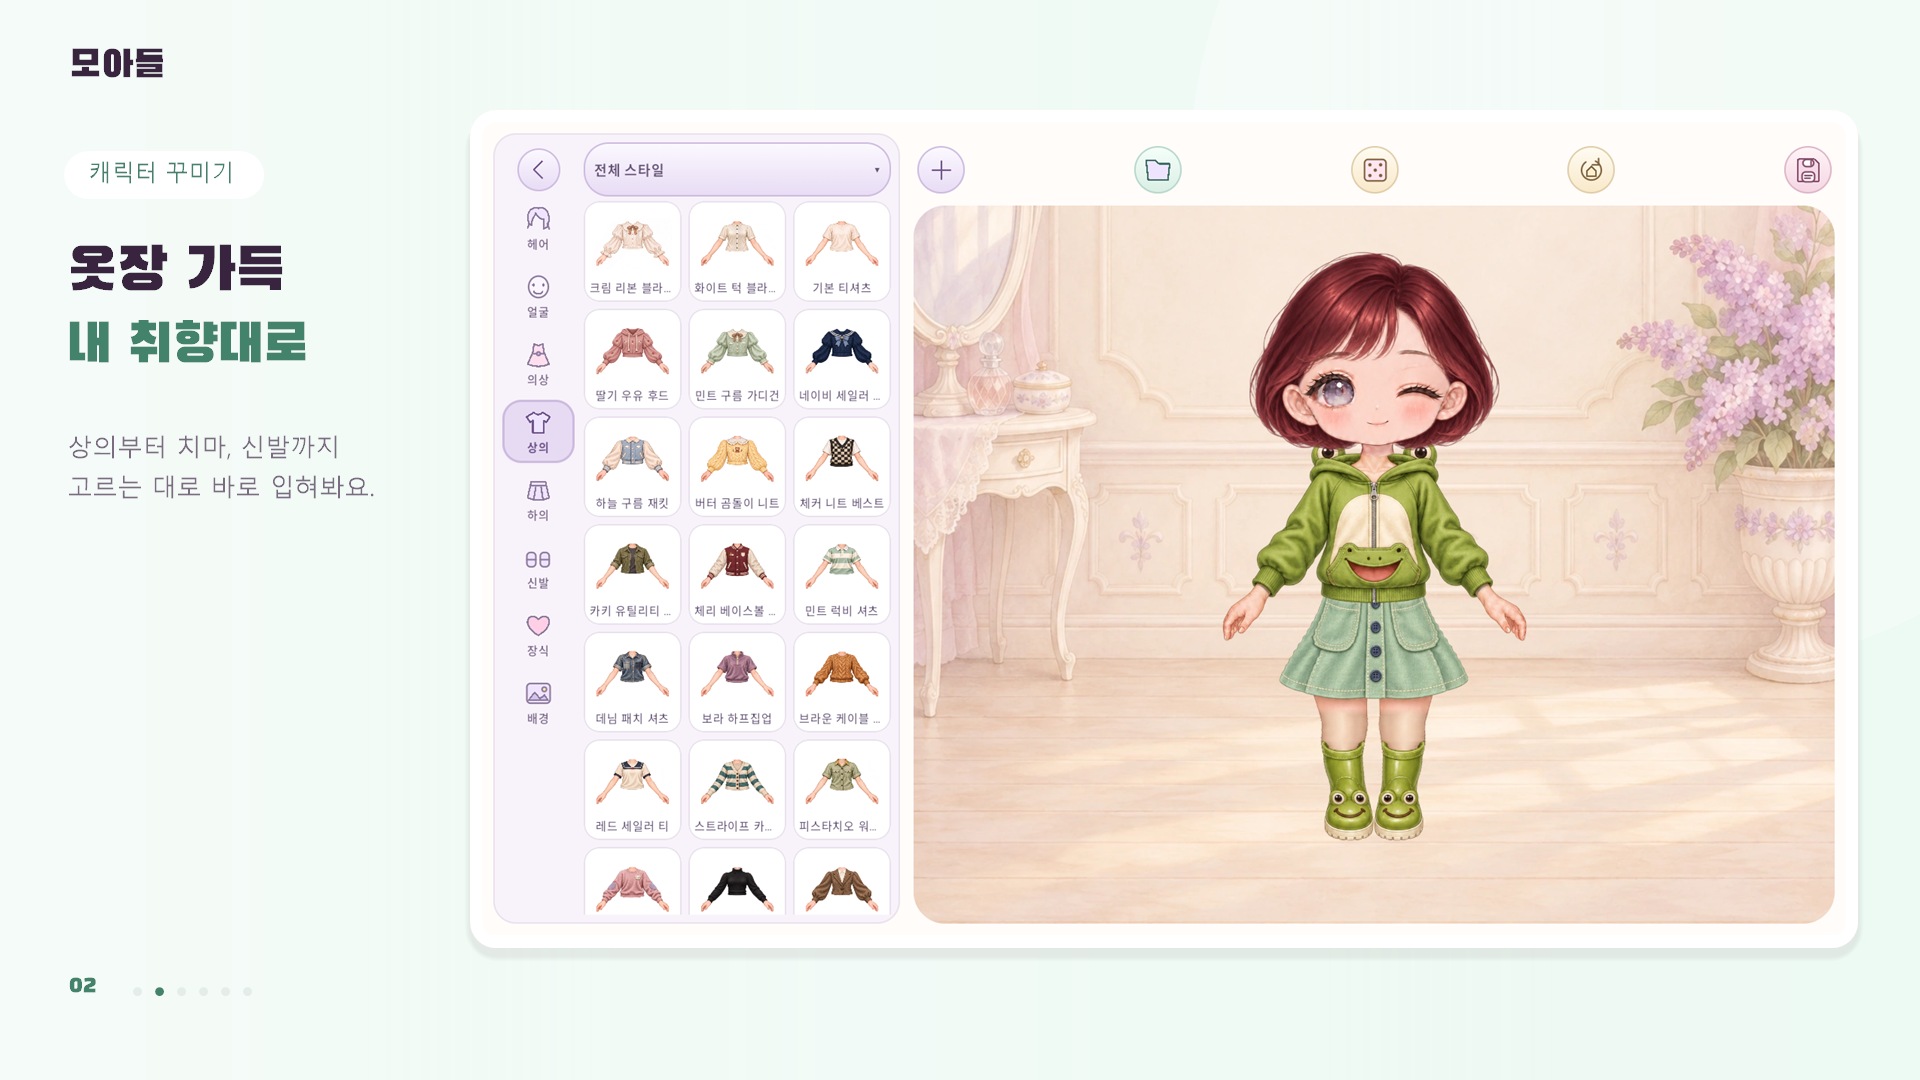 모아들
캐릭터 꾸미기
옷장 가득
내 취향대로
상의부터 치마, 신발까지
고르는 대로 바로 입혀봐요.
02
전체 스타일
헤어
얼굴
의상
상의
하의
신발
장식
배경
크림 리본 블라...
화이트 턱 블라...
기본 티셔츠
딸기 우유 후드
민트 구름 가디건
네이비 세일러 ...
하늘 구름 재킷
버터 곰돌이 니트
체커 니트 베스트
카키 유틸리티 ...
체리 베이스볼 ...
민트 럭비 셔츠
데님 패치 셔츠
보라 하프집업
브라운 케이블 ...
레드 세일러 티
스트라이프 카...
피스타치오 워...